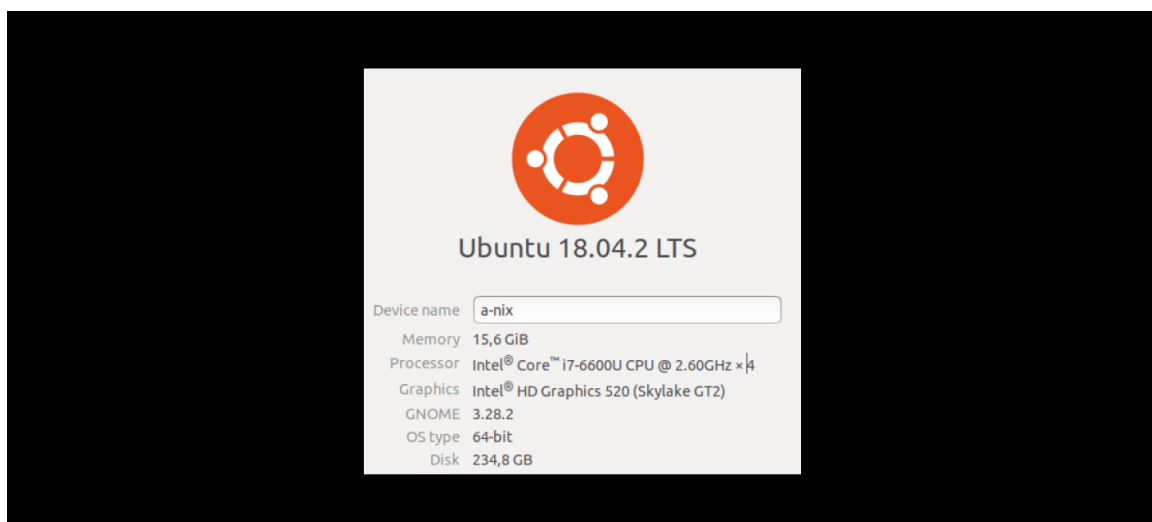 Ubuntu 18.04.2 LTS
Device name a-nix
Memory 15,6 GiB
Processor Intel® Core™ i7-6600U CPU @ 2.60GHz × 4
Graphics Intel® HD Graphics 520 (Skylake GT2)
GNOME 3.28.2
OS type 64-bit
Disk 234,8 GB